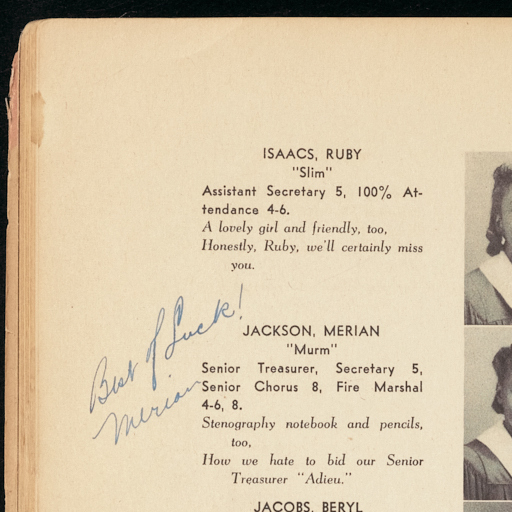 ISAACS, RUBY
"Slim"
Assistant Secretary 5, 100% At-
tendance 4-6.
A lovely girl and friendly, too,
Honestly, Ruby, we'll certainly miss
you.
Best of Luck!
Merian
JACKSON, MERIAN
"Murm"
Senior Treasurer, Secretary 5,
Senior Chorus 8, Fire Marshal
4-6, 8.
Stenography notebook and pencils,
too,
How we hate to bid our Senior
Treasurer "Adieu."
JACOBS, BERYL